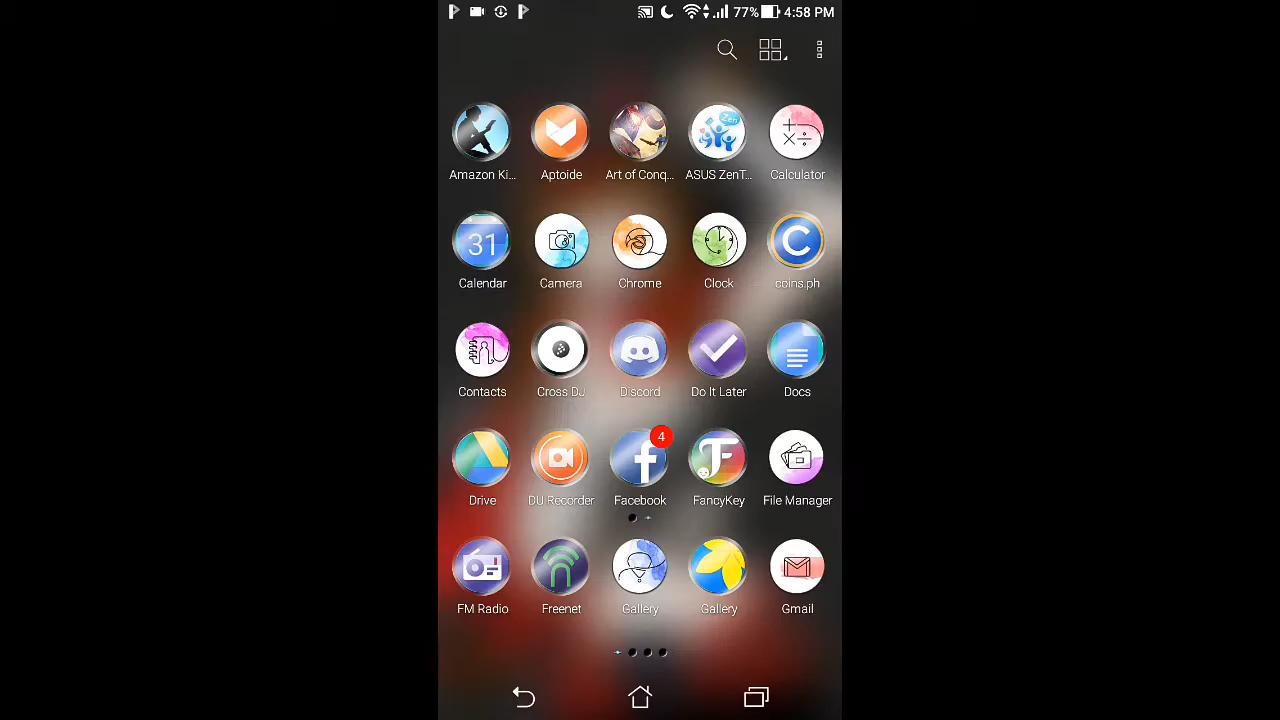 77% 4:58 PM
Amazon Ki... Aptoide Art of Conq... ASUS ZenT... Calculator
Zen
31
Calendar Camera Chrome Clock coins.ph
Contacts Cross DJ Discord Do It Later Docs
4
Drive DU Recorder Facebook FancyKey File Manager
FM Radio Freenet Gallery Gallery Gmail